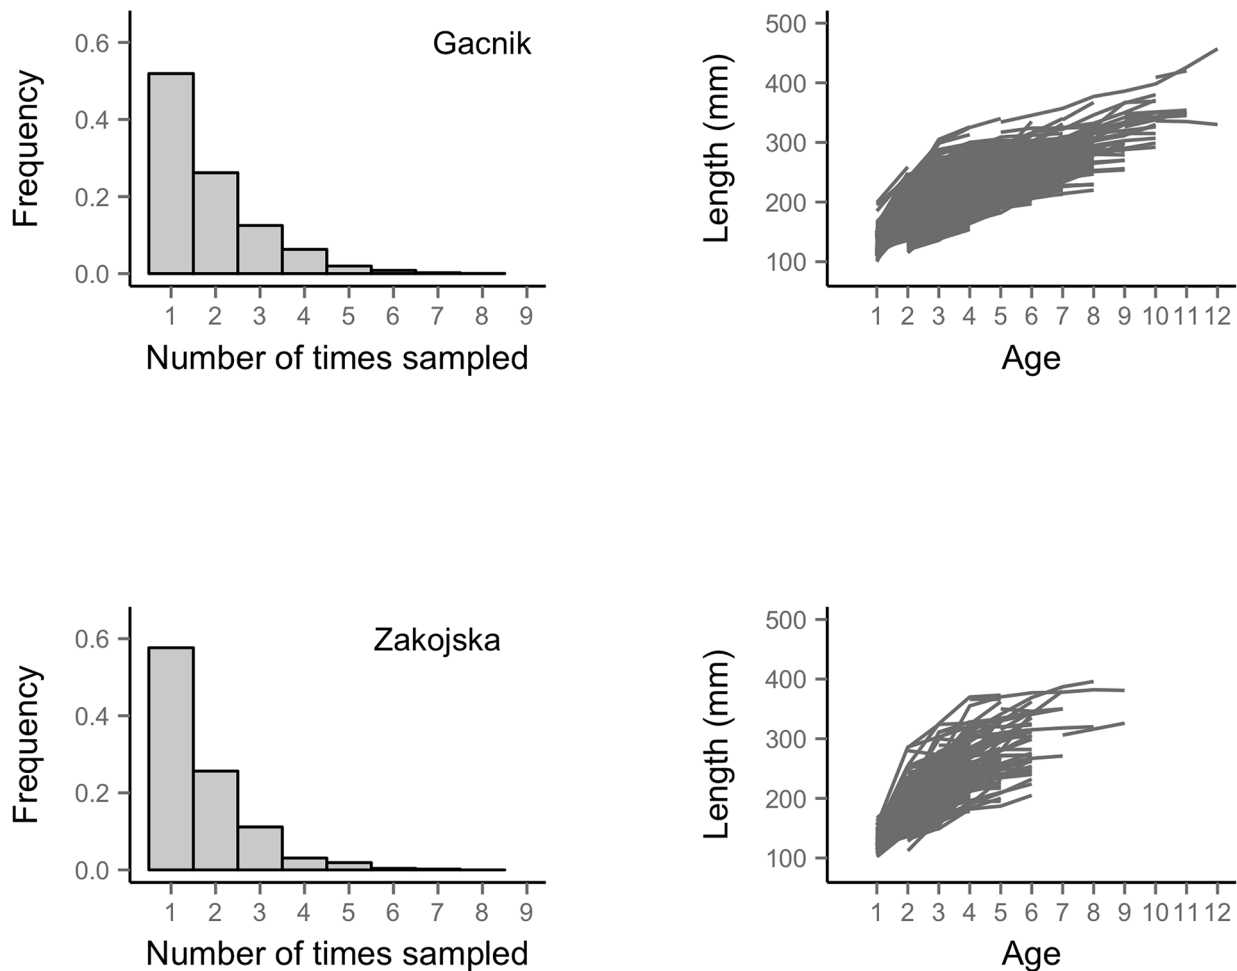 Gacnik
Frequency
0.6
0.4
0.2
0.0
1 2 3 4 5 6 7 8 9
Number of times sampled
Length (mm)
500
400
300
200
100
1 2 3 4 5 6 7 8 9 10 11 12
Age
Zakojska
Frequency
0.6
0.4
0.2
0.0
1 2 3 4 5 6 7 8 9
Number of times sampled
Length (mm)
500
400
300
200
100
1 2 3 4 5 6 7 8 9 10 11 12
Age